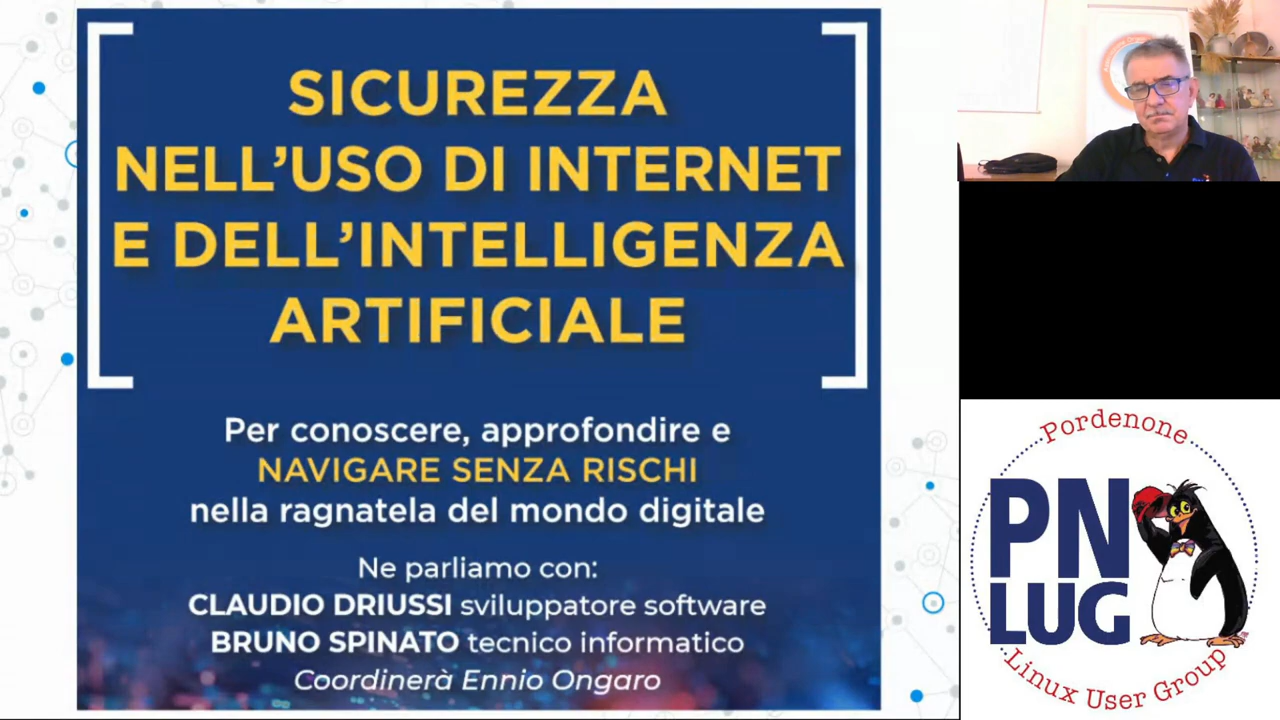 SICUREZZA
NELL'USO DI INTERNET
E DELL'INTELLIGENZA
ARTIFICIALE
Per conoscere, approfondire e
NAVIGARE SENZA RISCHI
nella ragnatela del mondo digitale
Ne parliamo con:
CLAUDIO DRIUSSI sviluppatore software
BRUNO SPINATO tecnico informatico
Coordinerà Ennio Ongaro
Pordenone
PN
LUG
Linux User Group